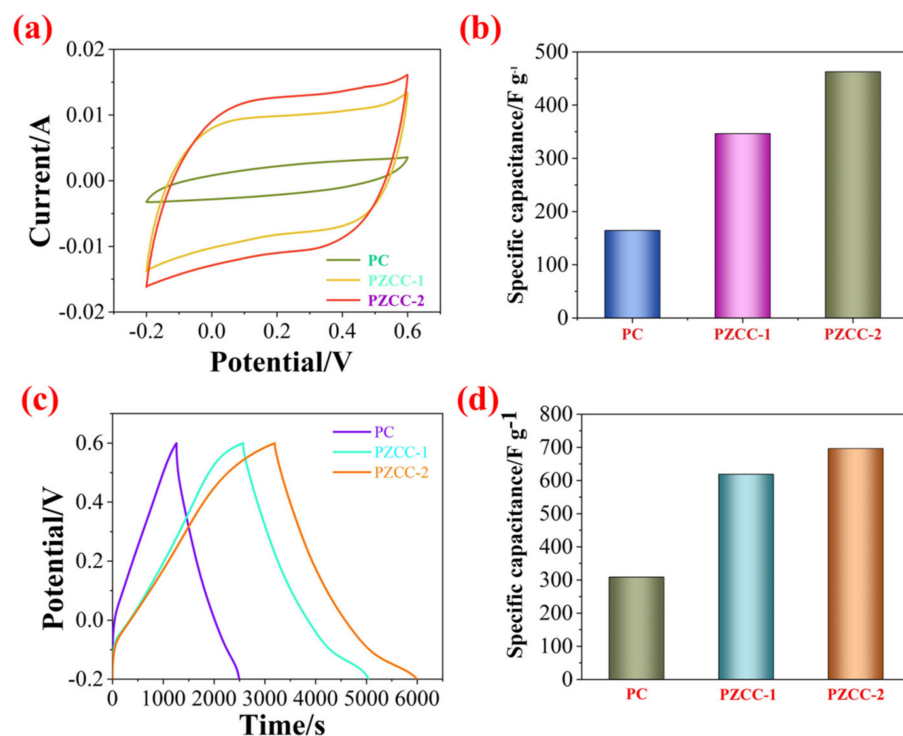 (a)
Current/A
0.02
0.01
0.00
-0.01
-0.02
PC
PZCC-1
PZCC-2
-0.2 0.0 0.2 0.4 0.6
Potential/V
(b)
Specific capacitance/F g⁻¹
500
400
300
200
100
0
PC PZCC-1 PZCC-2
(c)
Potential/V
0.6
0.4
0.2
0.0
-0.2
PC
PZCC-1
PZCC-2
0 1000 2000 3000 4000 5000 6000
Time/s
(d)
Specific capacitance/F g⁻¹
800
700
600
500
400
300
200
100
0
PC PZCC-1 PZCC-2